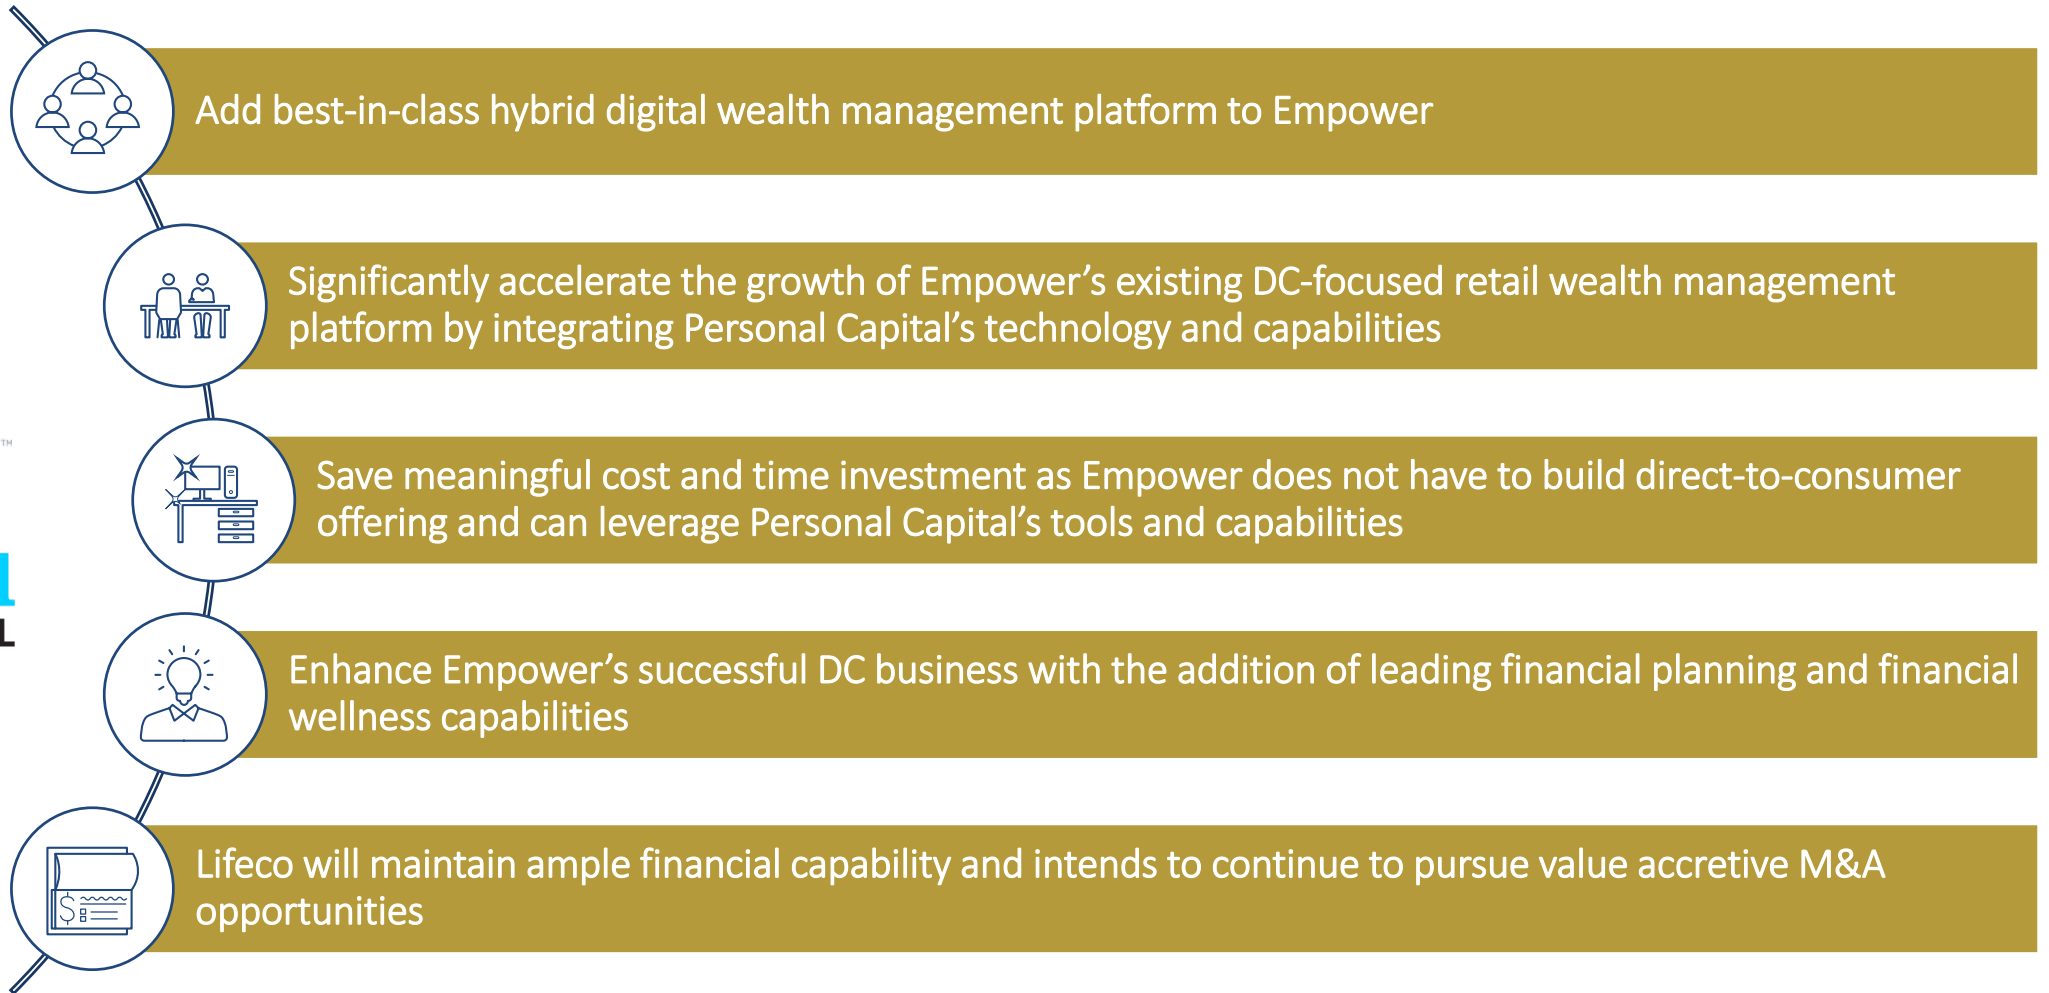 Add best-in-class hybrid digital wealth management platform to Empower
Significantly accelerate the growth of Empower’s existing DC-focused retail wealth management
platform by integrating Personal Capital’s technology and capabilities
TM
Save meaningful cost and time investment as Empower does not have to build direct-to-consumer
offering and can leverage Personal Capital’s tools and capabilities
L
Enhance Empower’s successful DC business with the addition of leading financial planning and financial
wellness capabilities
Lifeco will maintain ample financial capability and intends to continue to pursue value accretive M&A
opportunities
$